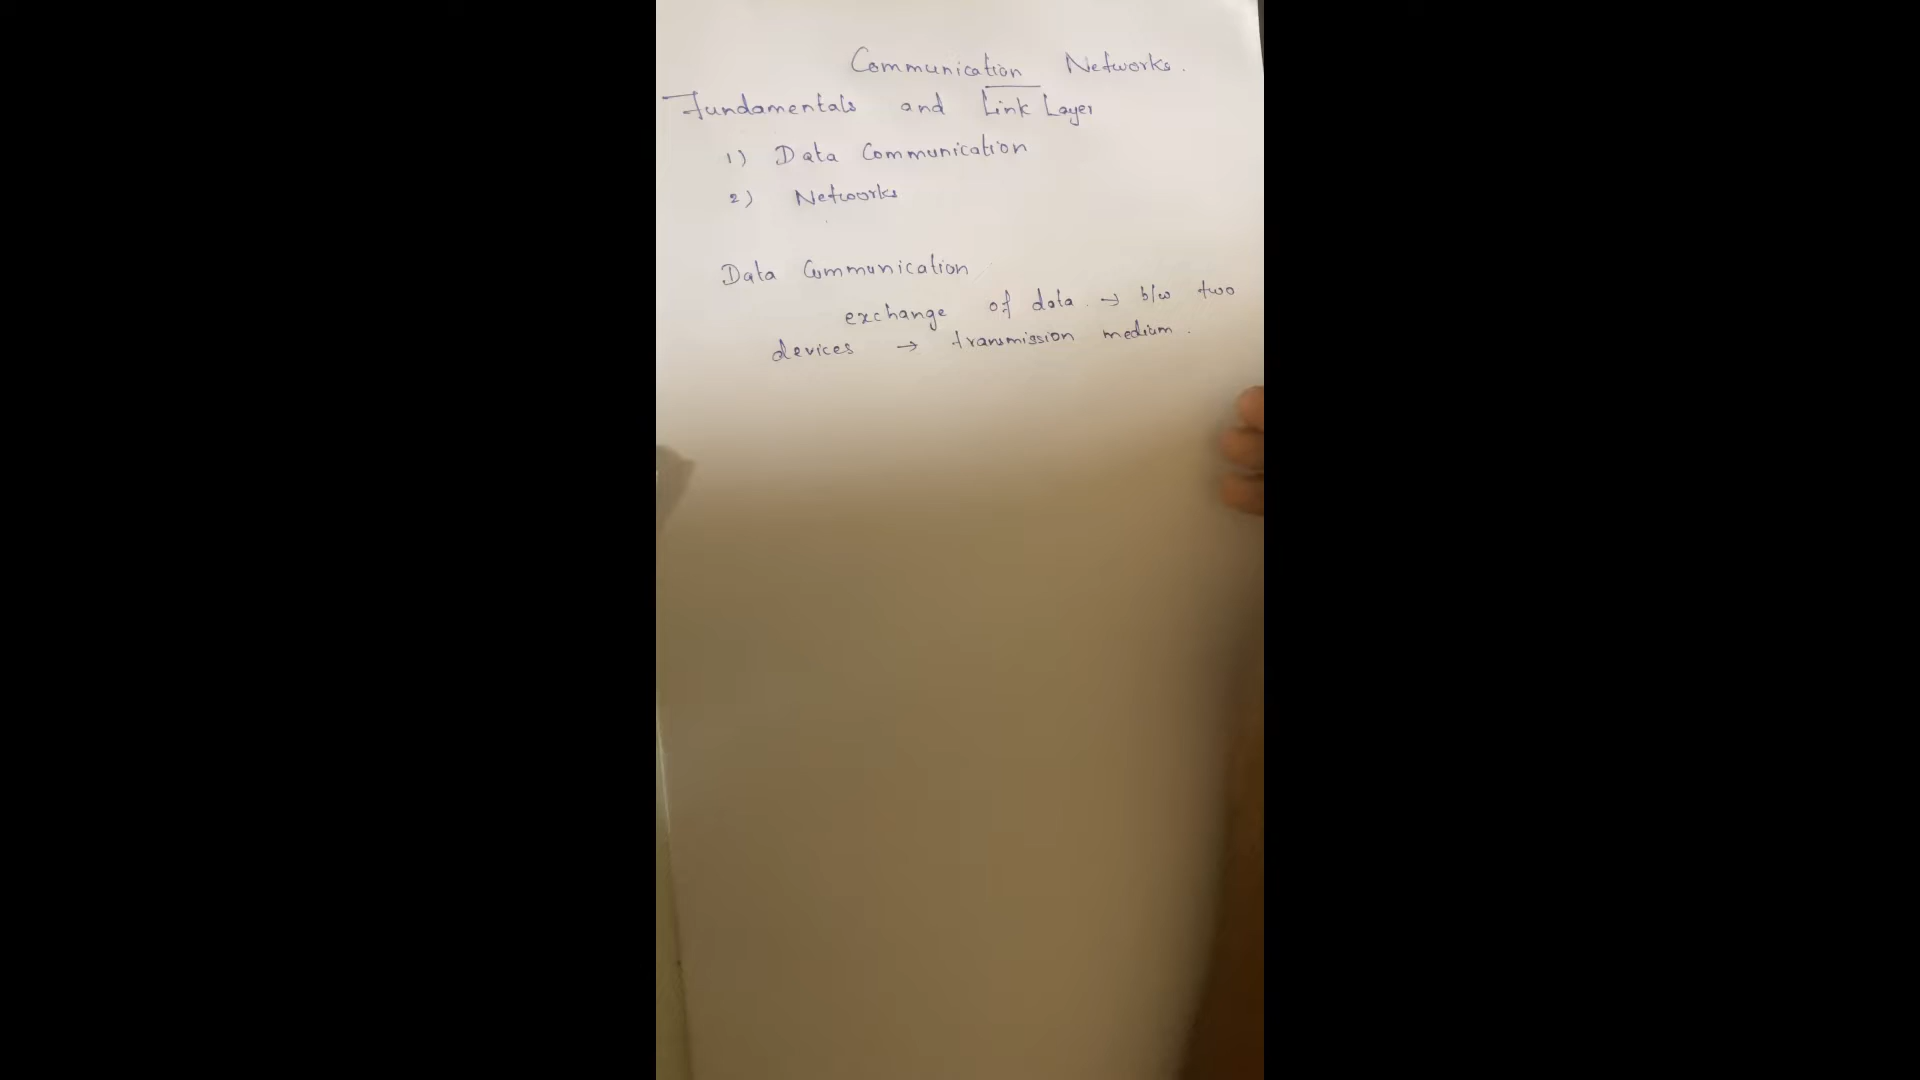 Communication Networks.
Fundamentals and Link Layer
1) Data Communication
2) Networks
Data Communication
exchange of data → b/w two
devices → transmission medium.